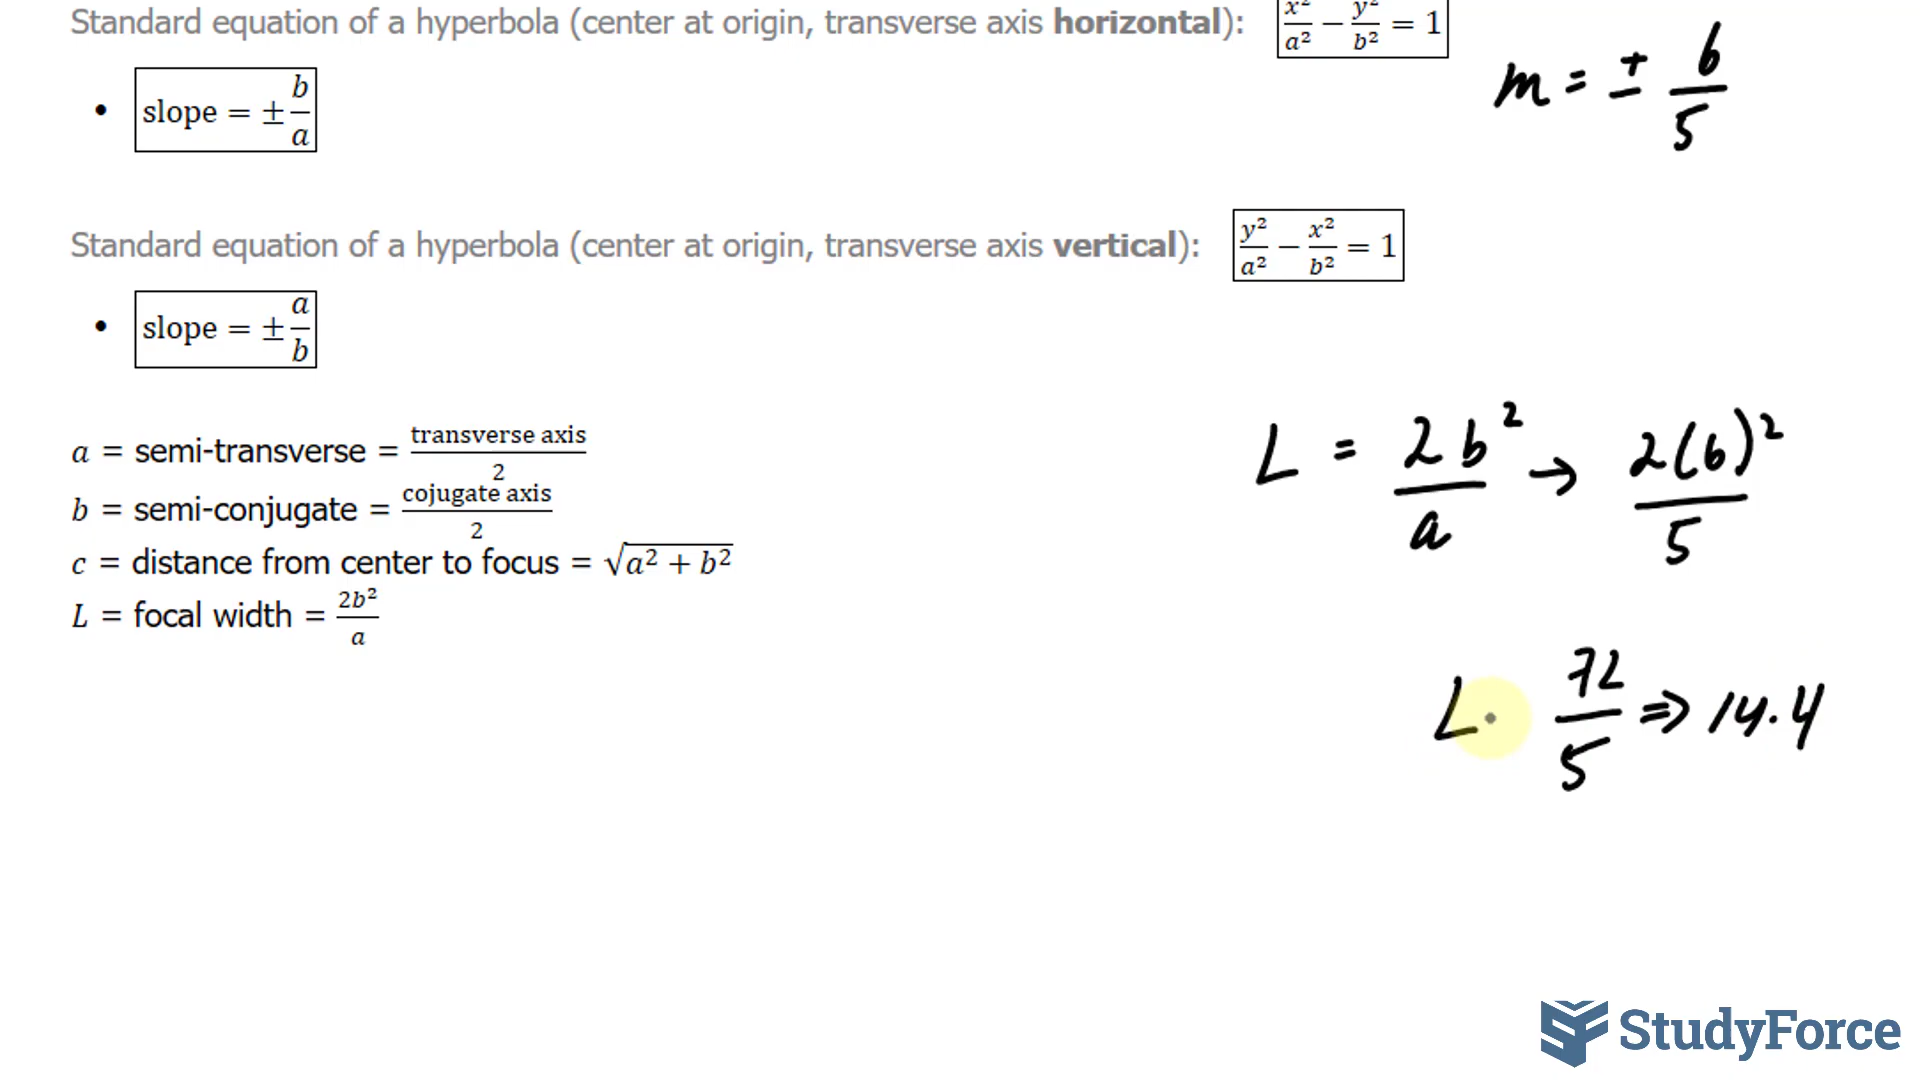 Standard equation of a hyperbola (center at origin, transverse axis horizontal): x²/a² − y²/b² = 1
m = ± 6/5
• slope = ± b/a
Standard equation of a hyperbola (center at origin, transverse axis vertical): y²/a² − x²/b² = 1
• slope = ± a/b
L = 2b²/a → 2(6)²/5
a = semi-transverse = transverse axis/2
b = semi-conjugate = cojugate axis/2
c = distance from center to focus = √(a² + b²)
L = focal width = 2b²/a
L 72/5 ⇒ 14.4
StudyForce